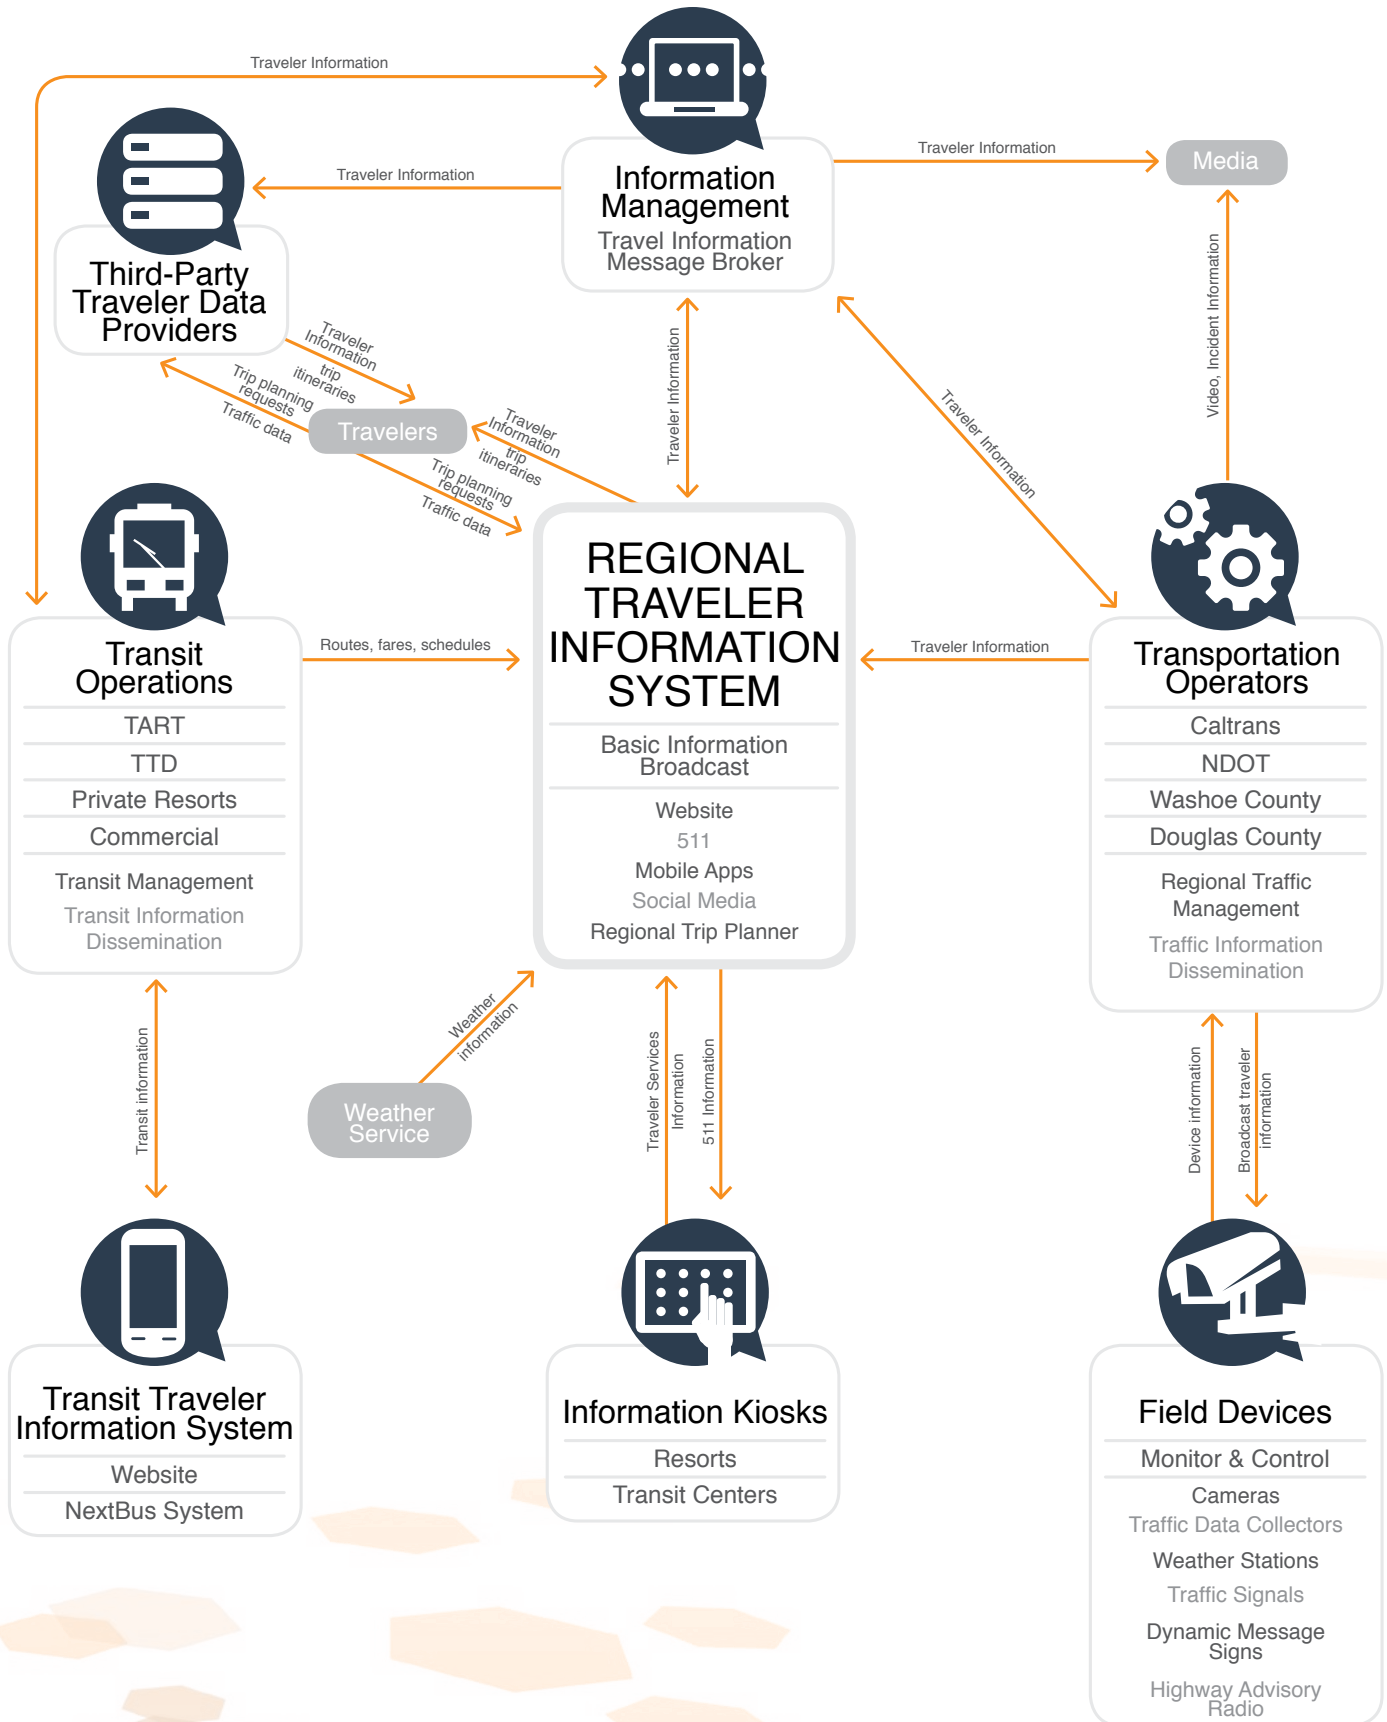 Traveler Information
Information
Management
Travel Information
Message Broker
Traveler Information
Media
Traveler Information
Third-Party
Traveler Data
Providers
Traveler
Information
trip
itineraries
Trip planning
requests
Traffic data
Travelers
Traveler
Information
trip
itineraries
Trip planning
requests
Traffic data
Traveler Information
Traveler Information
Video, Incident Information
Transit
Operations
TART
TTD
Private Resorts
Commercial
Transit Management
Transit Information
Dissemination
Routes, fares, schedules
REGIONAL
TRAVELER
INFORMATION
SYSTEM
Basic Information
Broadcast
Website
511
Mobile Apps
Social Media
Regional Trip Planner
Traveler Information
Transportation
Operators
Caltrans
NDOT
Washoe County
Douglas County
Regional Traffic
Management
Traffic Information
Dissemination
Transit information
Weather
information
Weather
Service
Traveler Services
Information
511 Information
Device information
Broadcast traveler
information
Transit Traveler
Information System
Website
NextBus System
Information Kiosks
Resorts
Transit Centers
Field Devices
Monitor & Control
Cameras
Traffic Data Collectors
Weather Stations
Traffic Signals
Dynamic Message
Signs
Highway Advisory
Radio